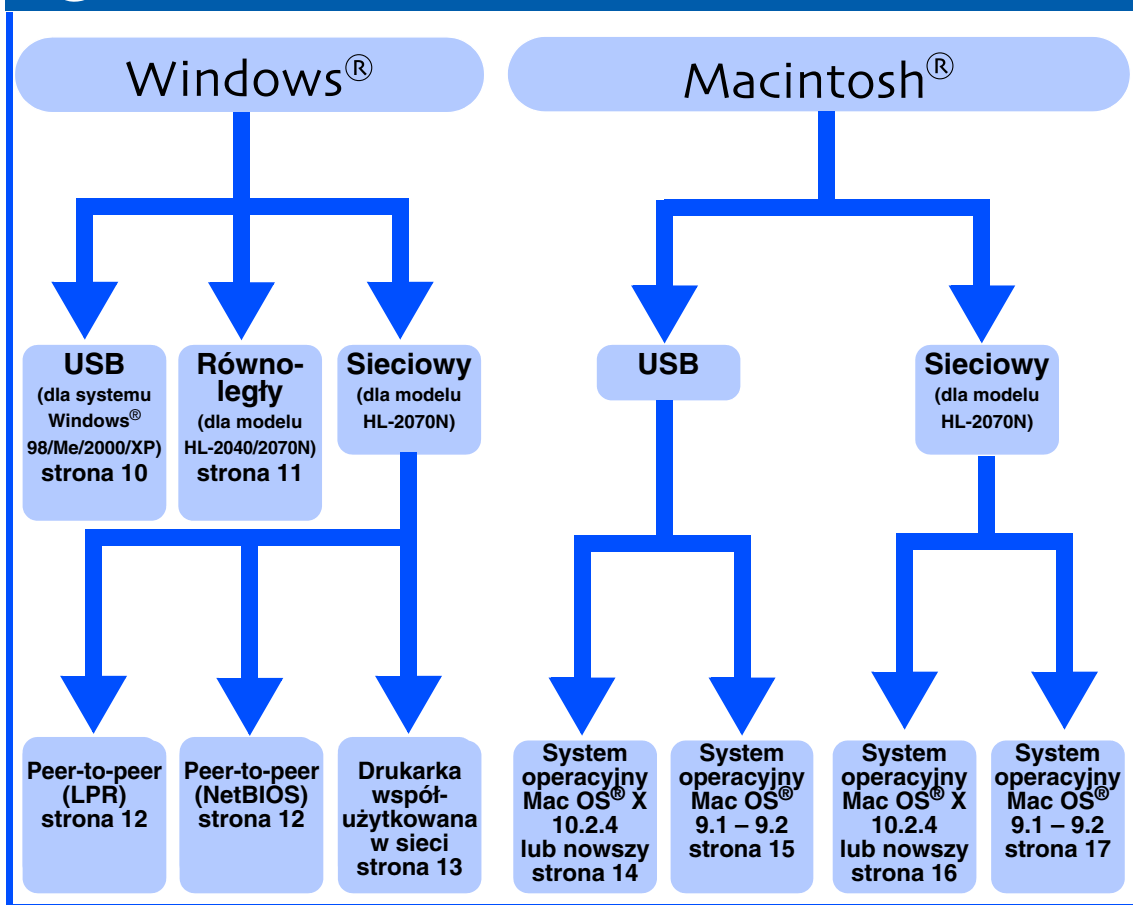 Windows®
Macintosh®
USB
(dla systemu
Windows®
98/Me/2000/XP)
strona 10
Równo-
legły
(dla modelu
HL-2040/2070N)
strona 11
Sieciowy
(dla modelu
HL-2070N)
USB
Sieciowy
(dla modelu
HL-2070N)
Peer-to-peer
(LPR)
strona 12
Peer-to-peer
(NetBIOS)
strona 12
Drukarka
współ-
użytkowana
w sieci
strona 13
System
operacyjny
Mac OS® X
10.2.4
lub nowszy
strona 14
System
operacyjny
Mac OS®
9.1 – 9.2
strona 15
System
operacyjny
Mac OS® X
10.2.4
lub nowszy
strona 16
System
operacyjny
Mac OS®
9.1 – 9.2
strona 17